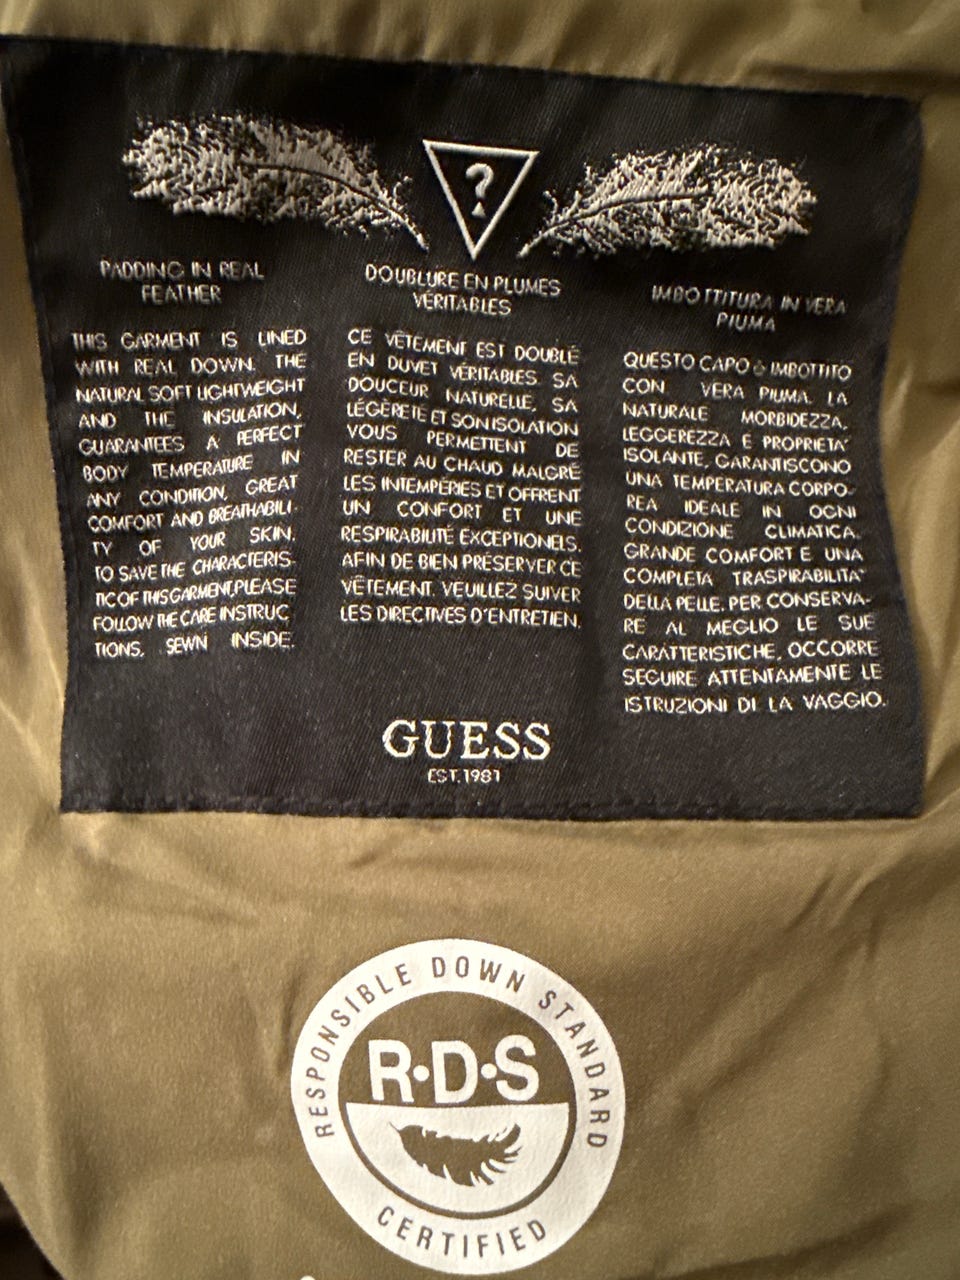 ?
PADDING IN REAL
FEATHER
THIS GARMENT IS LINED
WITH REAL DOWN. THE
NATURAL SOFT LIGHTWEIGHT
AND THE INSULATION,
GUARANTEES A PERFECT
BODY TEMPERATURE IN
ANY CONDITION, GREAT
COMFORT AND BREATHABILI-
TY OF YOUR SKIN.
TO SAVE THE CHARACTERIS-
TIC OF THIS GARMENT,PLEASE
FOLLOW THE CARE INSTRUC
TIONS, SEWN INSIDE.
DOUBLURE EN PLUMES
VÉRITABLES
CE VÊTEMENT EST DOUBLÉ
EN DUVET VÉRITABLES. SA
DOUCEUR NATURELLE, SA
LÉGÈRETE ET SON ISOLATION
VOUS PERMETTENT DE
RESTER AU CHAUD MALGRÉ
LES INTEMPÉRIES ET OFFRENT
UN CONFORT ET UNE
RESPIRABILITÉ EXCEPTIONELS.
AFIN DE BIEN PRÉSERVER CE
VÊTEMENT. VEUILLEZ SUIVER
LES DIRECTIVES D'ENTRETIEN.
IMBOTTITURA IN VERA
PIUMA
QUESTO CAPO è IMBOTTITO
CON VERA PIUMA. LA
NATURALE MORBIDEZZA,
LEGGEREZZA E PROPRIETA'
ISOLANTE, GARANTISCONO
UNA TEMPERATURA CORPO-
REA IDEALE IN OGNI
CONDIZIONE CLIMATICA.
GRANDE COMFORT E UNA
COMPLETA TRASPIRABILITA'
DELLA PELLE. PER CONSERVA-
RE AL MEGLIO LE SUE
CARATTERISTICHE, OCCORRE
SEGUIRE ATTENTAMENTE LE
ISTRUZIONI DI LA VAGGIO.
GUESS
EST.1981
RESPONSIBLE DOWN STANDARD
R·D·S
CERTIFIED